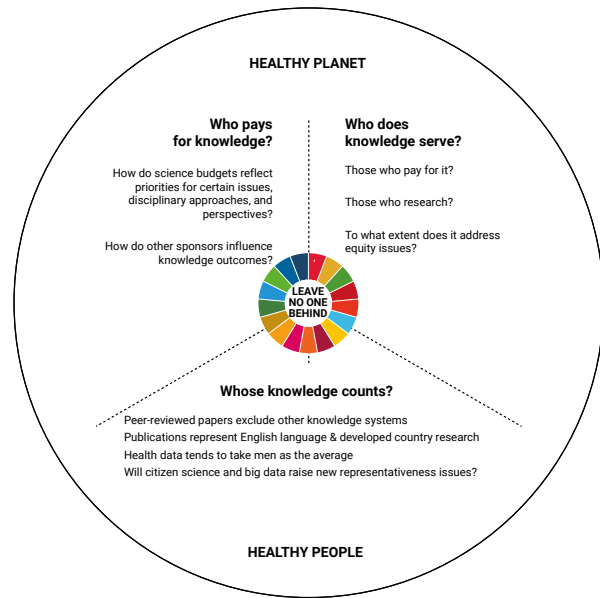 HEALTHY PLANET
Who pays
for knowledge?
How do science budgets reflect
priorities for certain issues,
disciplinary approaches, and
perspectives?
How do other sponsors influence
knowledge outcomes?
Who does
knowledge serve?
Those who pay for it?
Those who research?
To what extent does it address
equity issues?
LEAVE
NO ONE
BEHIND
Whose knowledge counts?
Peer-reviewed papers exclude other knowledge systems
Publications represent English language & developed country research
Health data tends to take men as the average
Will citizen science and big data raise new representativeness issues?
HEALTHY PEOPLE